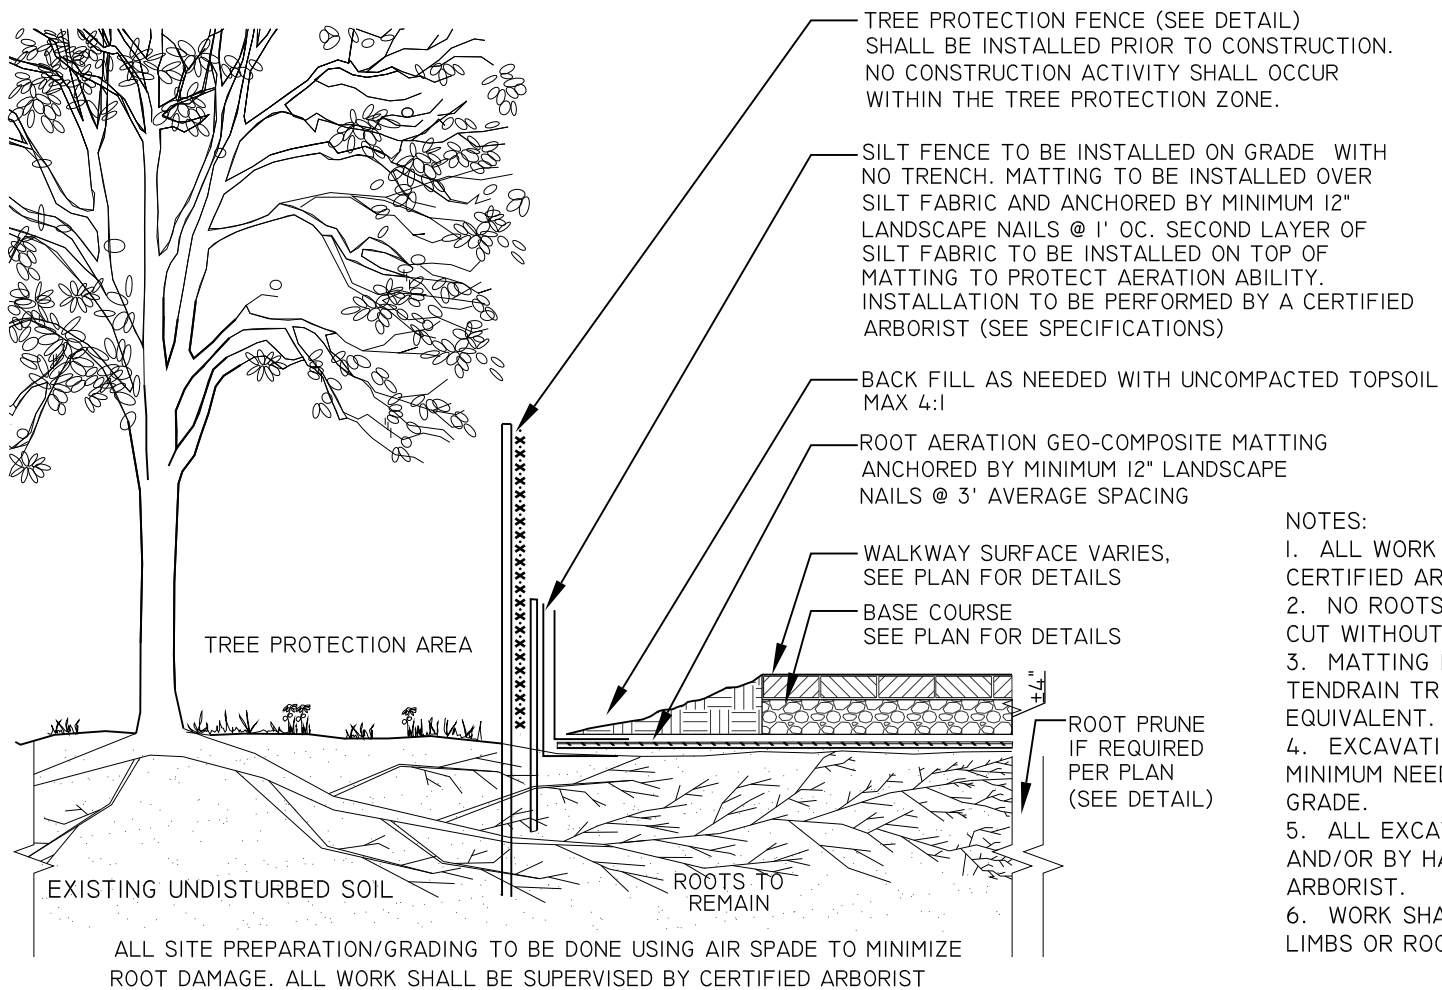 TREE PROTECTION FENCE (SEE DETAIL)
SHALL BE INSTALLED PRIOR TO CONSTRUCTION.
NO CONSTRUCTION ACTIVITY SHALL OCCUR
WITHIN THE TREE PROTECTION ZONE.
SILT FENCE TO BE INSTALLED ON GRADE WITH
NO TRENCH. MATTING TO BE INSTALLED OVER
SILT FABRIC AND ANCHORED BY MINIMUM 12"
LANDSCAPE NAILS @ 1' OC. SECOND LAYER OF
SILT FABRIC TO BE INSTALLED ON TOP OF
MATTING TO PROTECT AERATION ABILITY.
INSTALLATION TO BE PERFORMED BY A CERTIFIED
ARBORIST (SEE SPECIFICATIONS)
BACK FILL AS NEEDED WITH UNCOMPACTED TOPSOIL
MAX 4:1
ROOT AERATION GEO-COMPOSITE MATTING
ANCHORED BY MINIMUM 12" LANDSCAPE
NAILS @ 3' AVERAGE SPACING
WALKWAY SURFACE VARIES,
SEE PLAN FOR DETAILS
BASE COURSE
SEE PLAN FOR DETAILS
TREE PROTECTION AREA
±4"
ROOT PRUNE
IF REQUIRED
PER PLAN
(SEE DETAIL)
EXISTING UNDISTURBED SOIL
ROOTS TO
REMAIN
ALL SITE PREPARATION/GRADING TO BE DONE USING AIR SPADE TO MINIMIZE
ROOT DAMAGE. ALL WORK SHALL BE SUPERVISED BY CERTIFIED ARBORIST
NOTES:
1. ALL WORK
CERTIFIED AR
2. NO ROOTS
CUT WITHOUT
3. MATTING
TENDRAIN TR
EQUIVALENT.
4. EXCAVATI
MINIMUM NEED
GRADE.
5. ALL EXCA
AND/OR BY HA
ARBORIST.
6. WORK SHA
LIMBS OR ROO